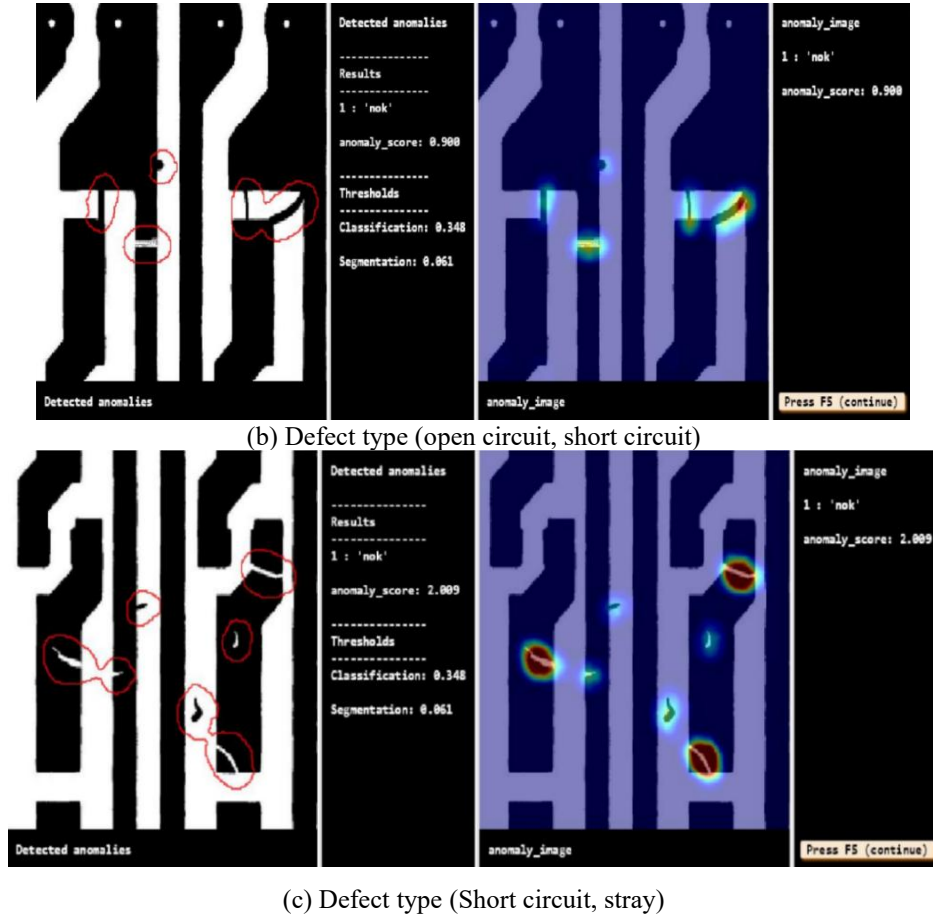 Detected anomalies
---------------
Results
---------------
1 : 'nok'
anomaly_score: 0.900
---------------
Thresholds
---------------
Classification: 0.348
Segmentation: 0.061
Detected anomalies
anomaly_image
1 : 'nok'
anomaly_score: 0.900
anomaly_image
Press F5 (continue)
(b) Defect type (open circuit, short circuit)
Detected anomalies
---------------
Results
---------------
1 : 'nok'
anomaly_score: 2.009
---------------
Thresholds
---------------
Classification: 0.348
Segmentation: 0.061
Detected anomalies
anomaly_image
1 : 'nok'
anomaly_score: 2.009
anomaly_image
Press F5 (continue)
(c) Defect type (Short circuit, stray)